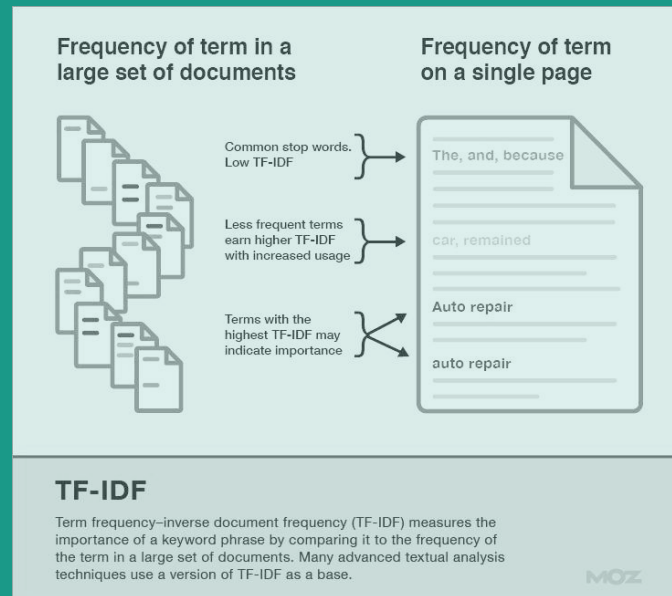 Frequency of term in a
large set of documents
Frequency of term
on a single page
Common stop words.
Low TF-IDF
The, and, because
Less frequent terms
earn higher TF-IDF
with increased usage
car, remained
Terms with the
highest TF-IDF may
indicate importance
Auto repair
auto repair
TF-IDF
Term frequency–inverse document frequency (TF-IDF) measures the
importance of a keyword phrase by comparing it to the frequency of
the term in a large set of documents. Many advanced textual analysis
techniques use a version of TF-IDF as a base.
MOZ